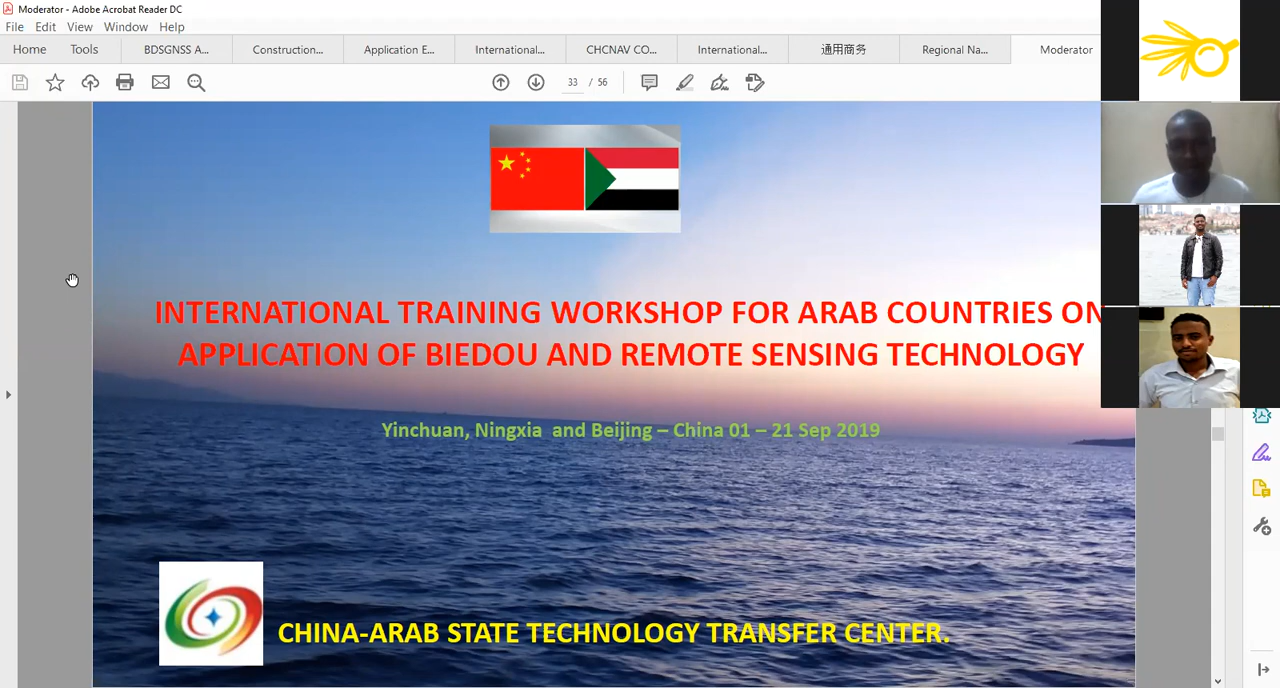 Moderator - Adobe Acrobat Reader DC
File Edit View Window Help
Home Tools BDSGNSS A... Construction... Application E... International... CHCNAV CO... International... 通用商务 Regional Na... Moderator
33 / 56
INTERNATIONAL TRAINING WORKSHOP FOR ARAB COUNTRIES ON
APPLICATION OF BIEDOU AND REMOTE SENSING TECHNOLOGY
Yinchuan, Ningxia and Beijing – China 01 – 21 Sep 2019
CHINA-ARAB STATE TECHNOLOGY TRANSFER CENTER.